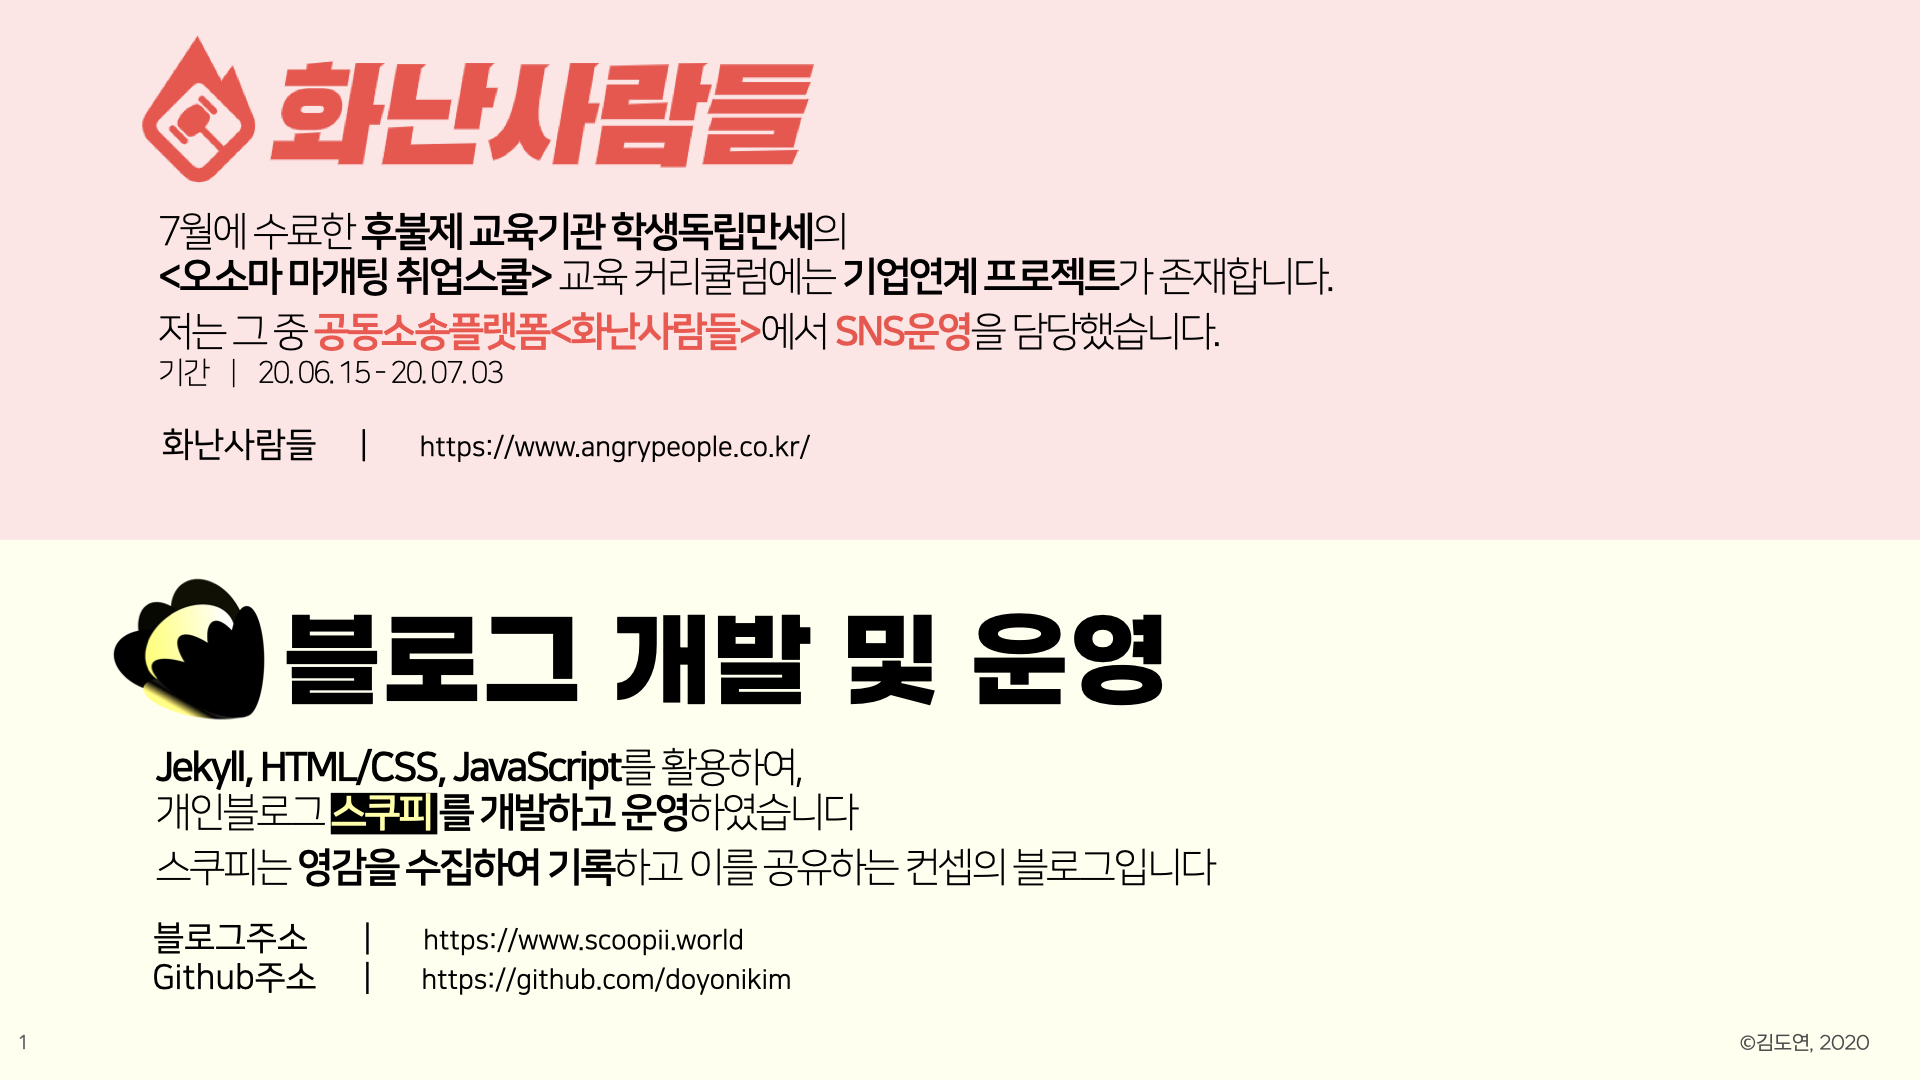 화난사람들
7월에 수료한 후불제 교육기관 학생독립만세의
<오소마 마개팅 취업스쿨> 교육 커리큘럼에는 기업연계 프로젝트가 존재합니다.
저는 그 중 공동소송플랫폼<화난사람들>에서 SNS운영을 담당했습니다.
기간 | 20. 06. 15 - 20. 07. 03
화난사람들 | https://www.angrypeople.co.kr/
블로그 개발 및 운영
Jekyll, HTML/CSS, JavaScript를 활용하여,
개인블로그 스쿠피를 개발하고 운영하였습니다
스쿠피는 영감을 수집하여 기록하고 이를 공유하는 컨셉의 블로그입니다
블로그주소 | https://www.scoopii.world
Github주소 | https://github.com/doyonikim
1
©김도연, 2020